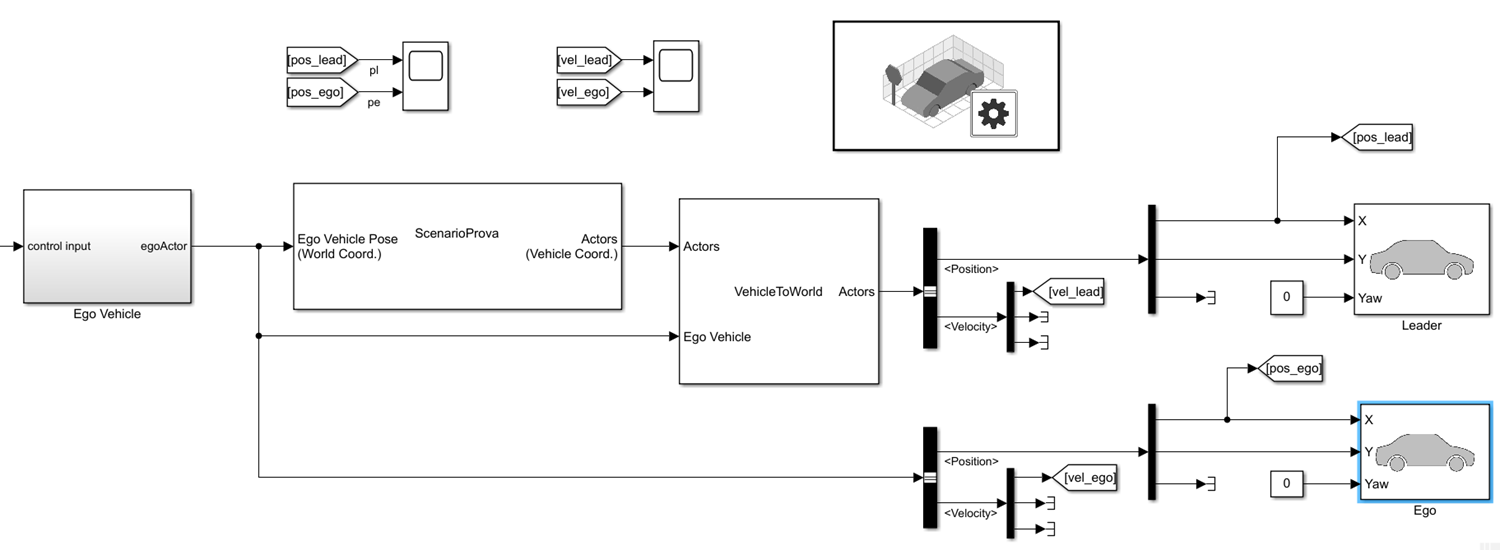 [pos_lead]
pl
[pos_ego]
pe
[vel_lead]
[vel_ego]
[pos_lead]
control input
egoActor
Ego Vehicle
Ego Vehicle Pose
(World Coord.)
ScenarioProva
Actors
(Vehicle Coord.)
Actors
VehicleToWorld
Actors
Ego Vehicle
<Position>
[vel_lead]
<Velocity>
X
Y
0
Yaw
Leader
[pos_ego]
<Position>
[vel_ego]
<Velocity>
X
Y
0
Yaw
Ego